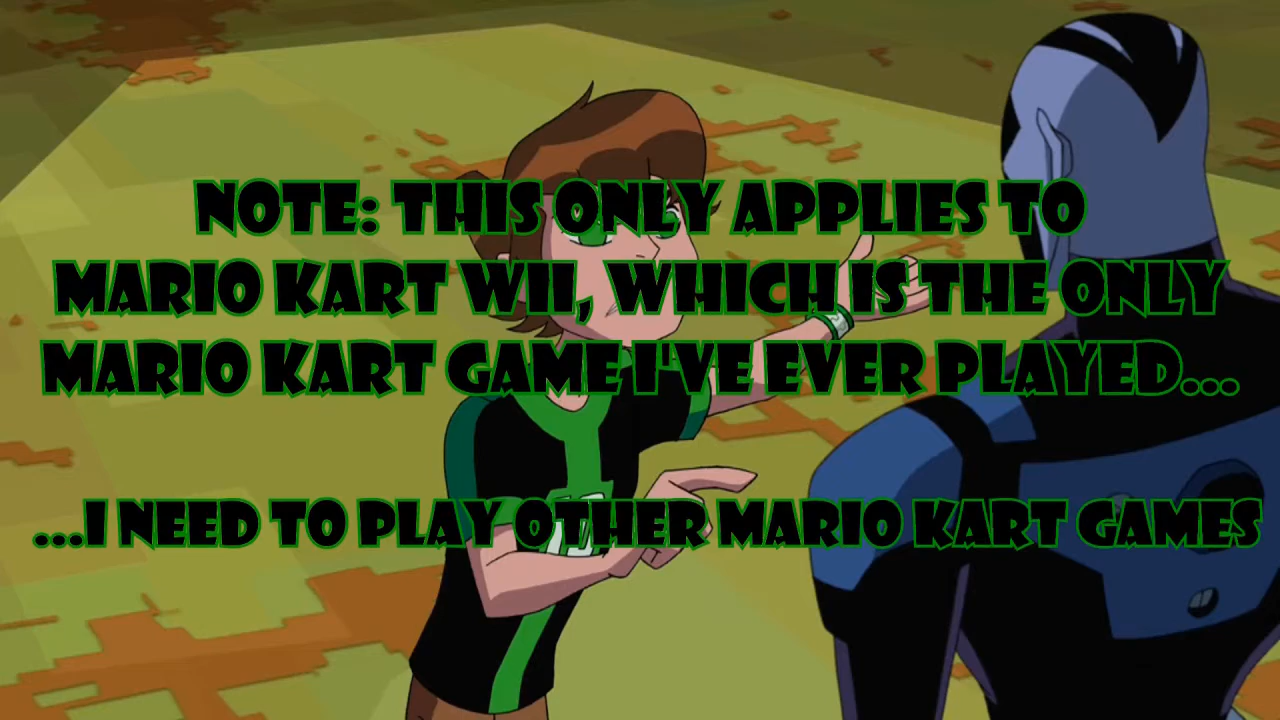 NOTE: THIS ONLY APPLIES TO
MARIO KART WII, WHICH IS THE ONLY
MARIO KART GAME I'VE EVER PLAYED...
...I NEED TO PLAY OTHER MARIO KART GAMES
10